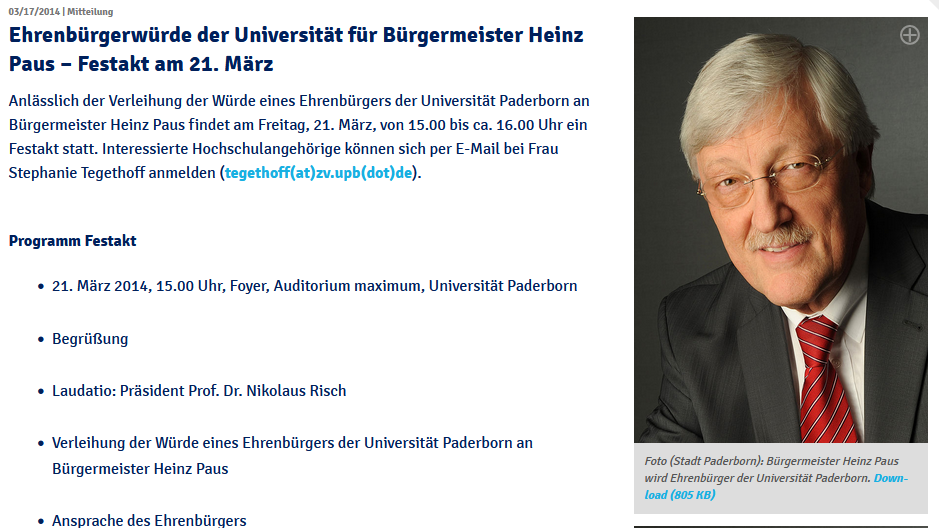 03/17/2014 | Mitteilung
Ehrenbürgerwürde der Universität für Bürgermeister Heinz
Paus – Festakt am 21. März
Anlässlich der Verleihung der Würde eines Ehrenbürgers der Universität Paderborn an
Bürgermeister Heinz Paus findet am Freitag, 21. März, von 15.00 bis ca. 16.00 Uhr ein
Festakt statt. Interessierte Hochschulangehörige können sich per E-Mail bei Frau
Stephanie Tegethoff anmelden (tegethoff(at)zv.upb(dot)de).
Programm Festakt
• 21. März 2014, 15.00 Uhr, Foyer, Auditorium maximum, Universität Paderborn
• Begrüßung
• Laudatio: Präsident Prof. Dr. Nikolaus Risch
• Verleihung der Würde eines Ehrenbürgers der Universität Paderborn an
Bürgermeister Heinz Paus
• Ansprache des Ehrenbürgers
Foto (Stadt Paderborn): Bürgermeister Heinz Paus
wird Ehrenbürger der Universität Paderborn. Down-
load (805 KB)